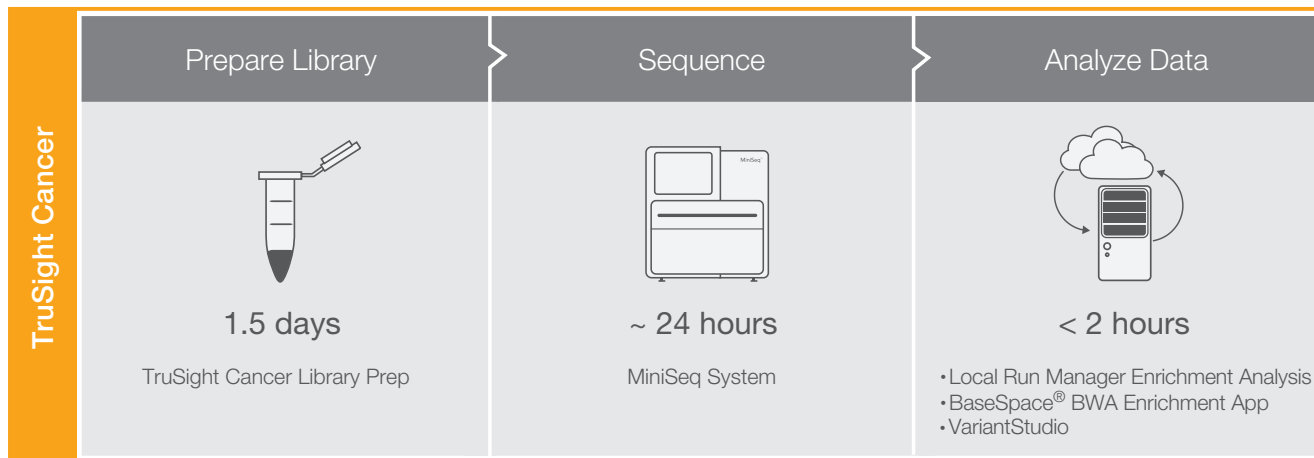 TruSight Cancer
Prepare Library
Sequence
Analyze Data
MiniSeq™
1.5 days
~ 24 hours
< 2 hours
TruSight Cancer Library Prep
MiniSeq System
• Local Run Manager Enrichment Analysis
• BaseSpace® BWA Enrichment App
• VariantStudio